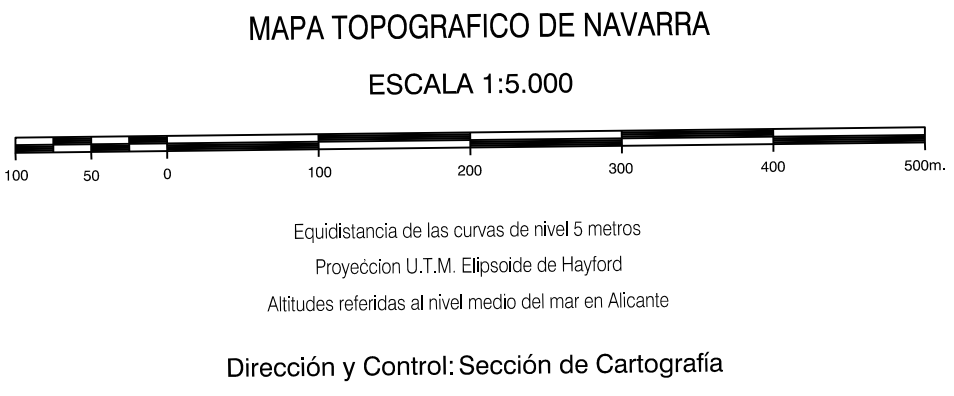 MAPA TOPOGRAFICO DE NAVARRA
ESCALA 1:5.000
100 50 0 100 200 300 400 500m.
Equidistancia de las curvas de nivel 5 metros
Proyeccion U.T.M. Elipsoide de Hayford
Altitudes referidas al nivel medio del mar en Alicante
Dirección y Control: Sección de Cartografía